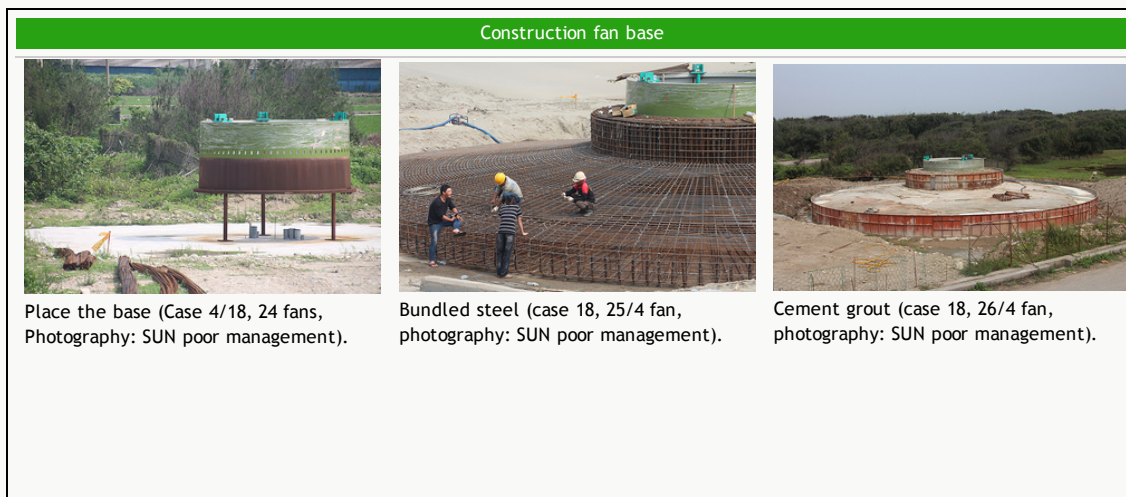 Construction fan base
Place the base (Case 4/18, 24 fans,
Photography: SUN poor management).
Bundled steel (case 18, 25/4 fan,
photography: SUN poor management).
Cement grout (case 18, 26/4 fan,
photography: SUN poor management).